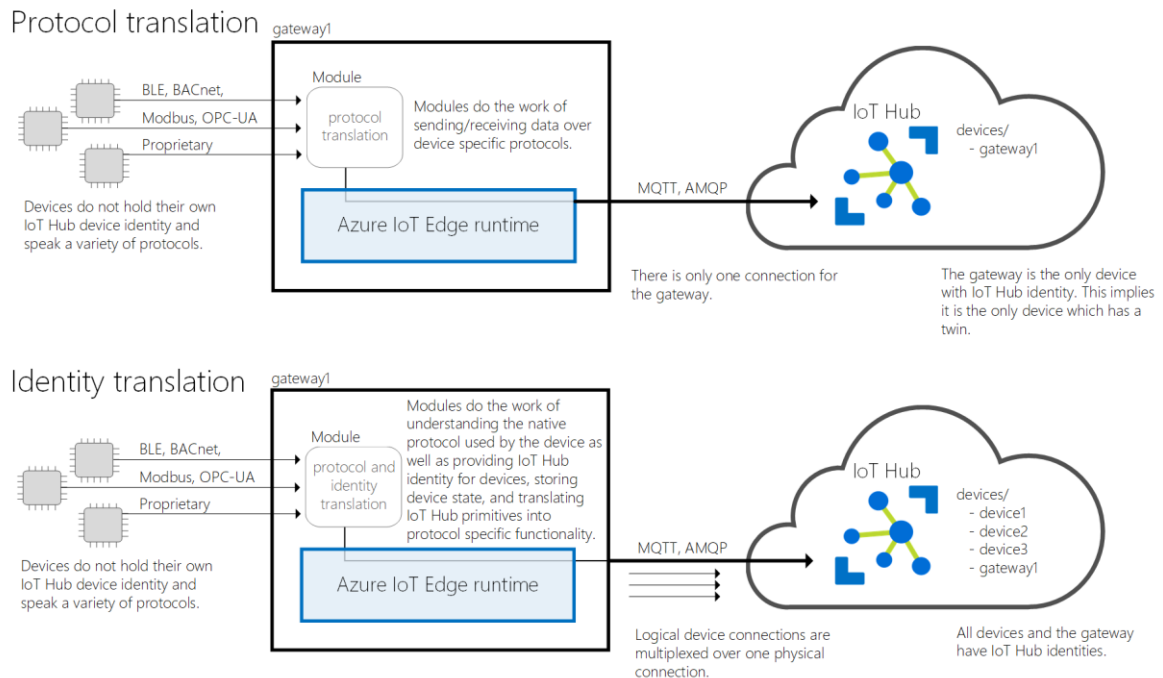 Protocol translation
gateway1
BLE, BACnet,
Modbus, OPC-UA
Proprietary
Devices do not hold their own
IoT Hub device identity and
speak a variety of protocols.
Module
protocol
translation
Modules do the work of
sending/receiving data over
device specific protocols.
Azure IoT Edge runtime
MQTT, AMQP
There is only one connection for
the gateway.
IoT Hub
devices/
- gateway1
The gateway is the only device
with IoT Hub identity. This implies
it is the only device which has a
twin.
Identity translation
gateway1
BLE, BACnet,
Modbus, OPC-UA
Proprietary
Devices do not hold their own
IoT Hub device identity and
speak a variety of protocols.
Module
protocol and
identity
translation
Modules do the work of
understanding the native
protocol used by the device as
well as providing IoT Hub
identity for devices, storing
device state, and translating
IoT Hub primitives into
protocol specific functionality.
Azure IoT Edge runtime
MQTT, AMQP
Logical device connections are
multiplexed over one physical
connection.
IoT Hub
devices/
- device1
- device2
- device3
- gateway1
All devices and the gateway
have IoT Hub identities.